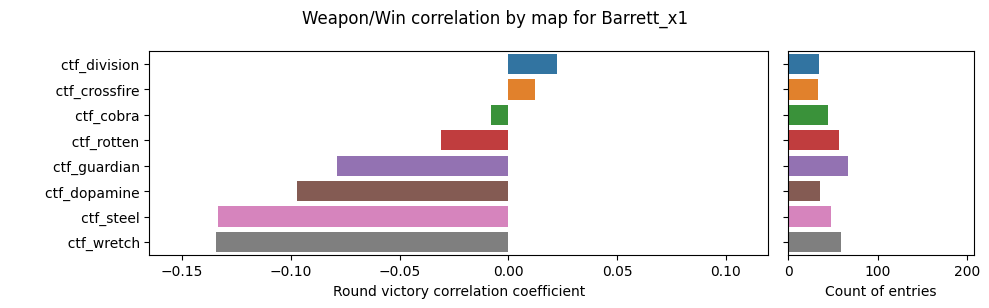 Weapon/Win correlation by map for Barrett_x1
ctf_division
ctf_crossfire
ctf_cobra
ctf_rotten
ctf_guardian
ctf_dopamine
ctf_steel
ctf_wretch
−0.15 −0.10 −0.05 0.00 0.05 0.10
Round victory correlation coefficient
0 100 200
Count of entries